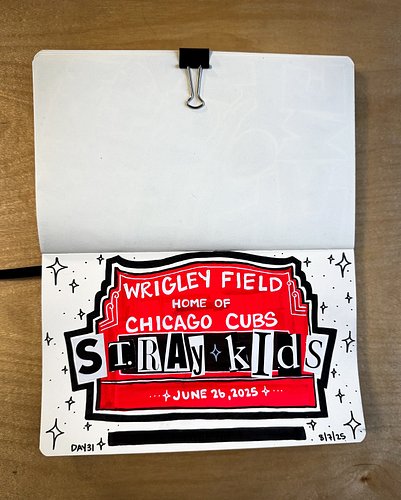 WRIGLEY FIELD
HOME OF
CHICAGO CUBS
STRAY kIdS
JUNE 26, 2025
DAY31 8/7/25